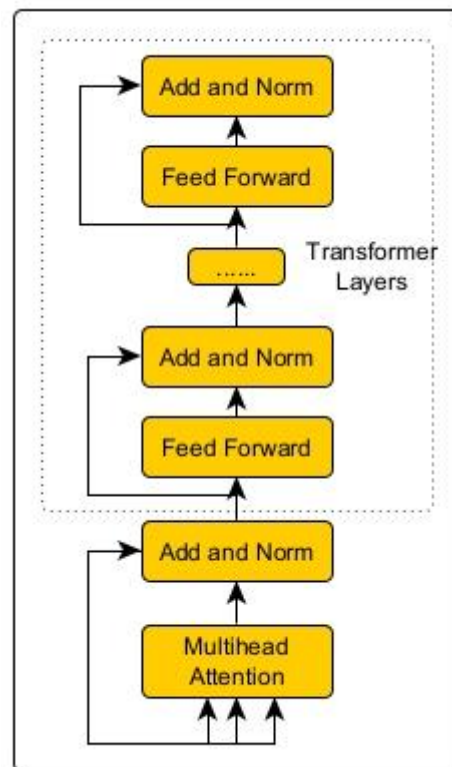 Add and Norm
Feed Forward
......
Transformer
Layers
Add and Norm
Feed Forward
Add and Norm
Multihead
Attention